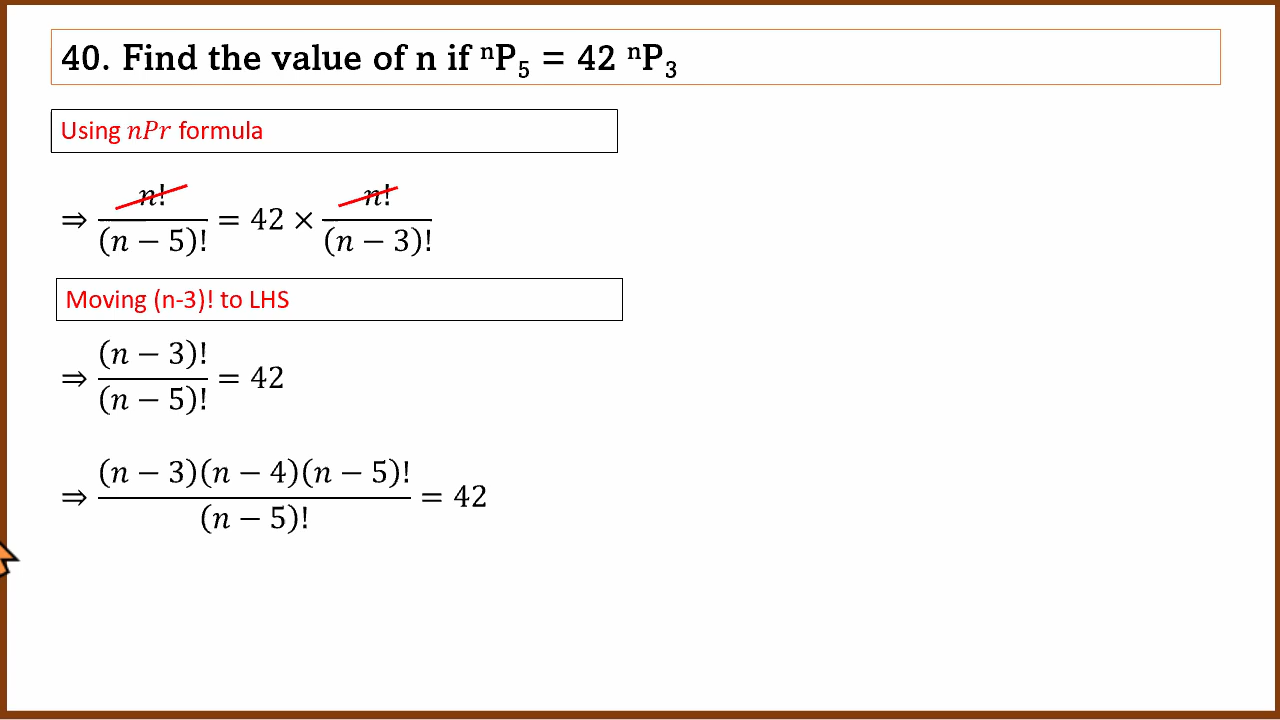 40. Find the value of n if ⁿP₅ = 42 ⁿP₃
Using nPr formula
⇒ n!/(n − 5)! = 42 × n!/(n − 3)!
Moving (n-3)! to LHS
⇒ (n − 3)!/(n − 5)! = 42
⇒ (n − 3)(n − 4)(n − 5)!/(n − 5)! = 42